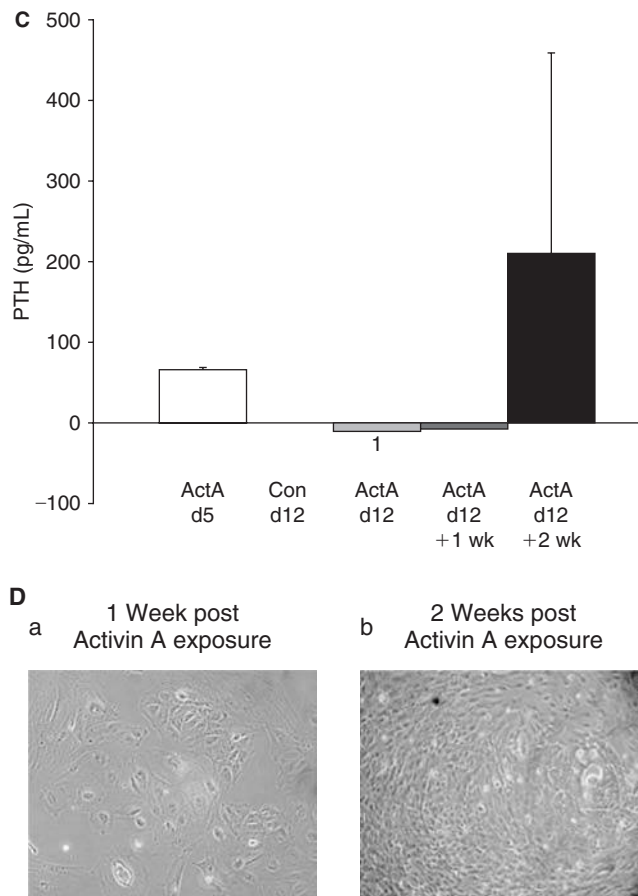 C
500
400
300
200
100
0
−100
PTH (pg/mL)
1
ActA d5
Con d12
ActA d12
ActA d12 +1 wk
ActA d12 +2 wk
D
a
1 Week post
Activin A exposure
b
2 Weeks post
Activin A exposure